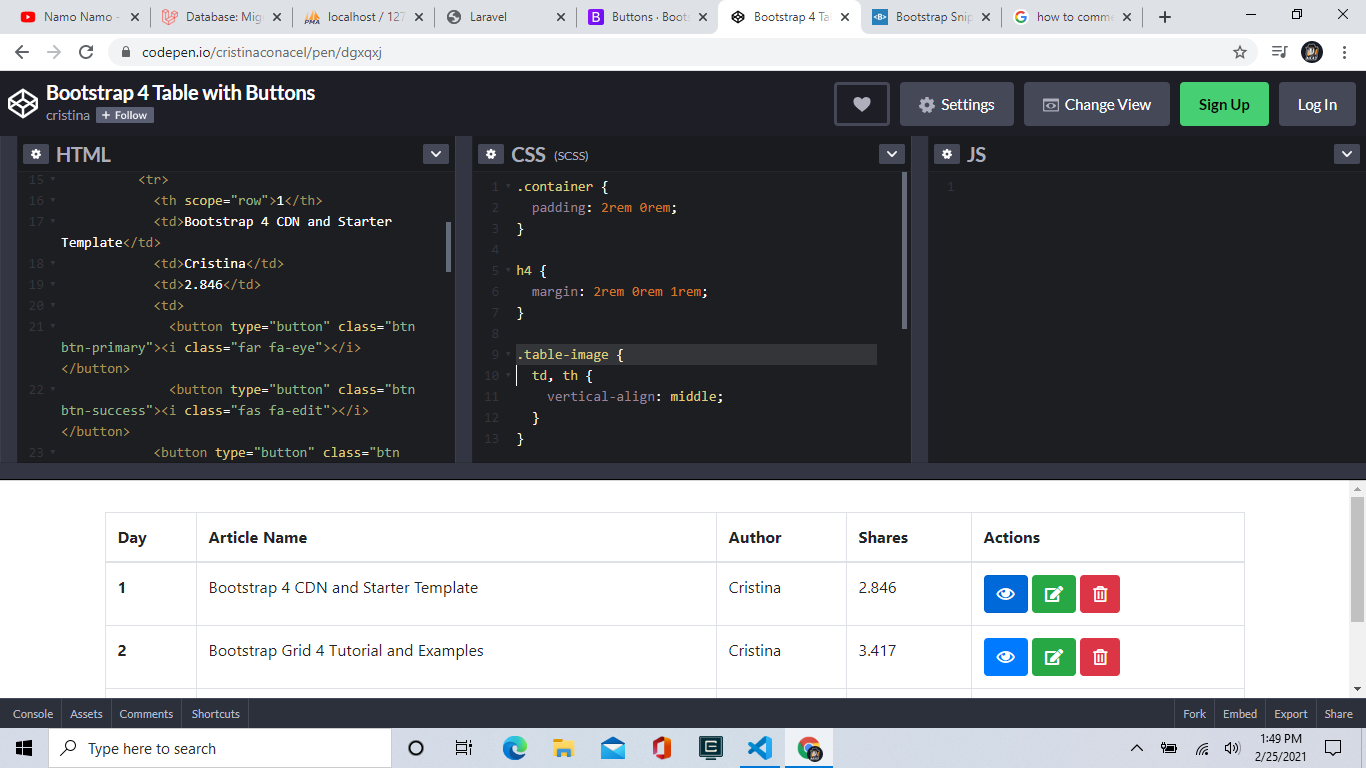 Namo Namo -
Database: Mig
localhost / 127
Laravel
Buttons · Boots
Bootstrap 4 Ta
Bootstrap Snip
how to comme
codepen.io/cristinaconacel/pen/dgxqxj
Bootstrap 4 Table with Buttons
cristina + Follow
Settings
Change View
Sign Up
Log In
HTML
15 <tr>
16 <th scope="row">1</th>
17 <td>Bootstrap 4 CDN and Starter
Template</td>
18 <td>Cristina</td>
19 <td>2.846</td>
20 <td>
21 <button type="button" class="btn
btn-primary"><i class="far fa-eye"></i>
</button>
22 <button type="button" class="btn
btn-success"><i class="fas fa-edit"></i>
</button>
23 <button type="button" class="btn
CSS (SCSS)
1 .container {
2 padding: 2rem 0rem;
3 }
4
5 h4 {
6 margin: 2rem 0rem 1rem;
7 }
8
9 .table-image {
10 td, th {
11 vertical-align: middle;
12 }
13 }
JS
1
Day Article Name Author Shares Actions
1 Bootstrap 4 CDN and Starter Template Cristina 2.846
2 Bootstrap Grid 4 Tutorial and Examples Cristina 3.417
Console Assets Comments Shortcuts
Fork Embed Export Share
Type here to search
1:49 PM
2/25/2021